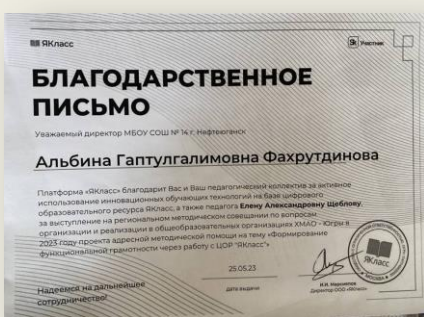 ЯКласс
Участник
БЛАГОДАРСТВЕННОЕ
ПИСЬМО
Уважаемый директор МБОУ СОШ № 14 г. Нефтеюганск
Альбина Гаптулгалимовна Фахрутдинова
Платформа «ЯКласс» благодарит Вас и Ваш педагогический коллектив за активное
использование инновационных обучающих технологий на базе цифрового
образовательного ресурса ЯКласс, а также педагога Елену Александровну Щеблову,
за выступление на региональном методическом совещании по вопросам
организации и реализации в общеобразовательных организациях ХМАО - Югры в
2023 году проекта адресной методической помощи на тему «Формирование
функциональной грамотности через работу с ЦОР "ЯКласс"»
Надеемся на дальнейшее
сотрудничество!
25.05.23
дата выдачи
Директор ООО «ЯКласс»
ЯКласс
МОСКВА